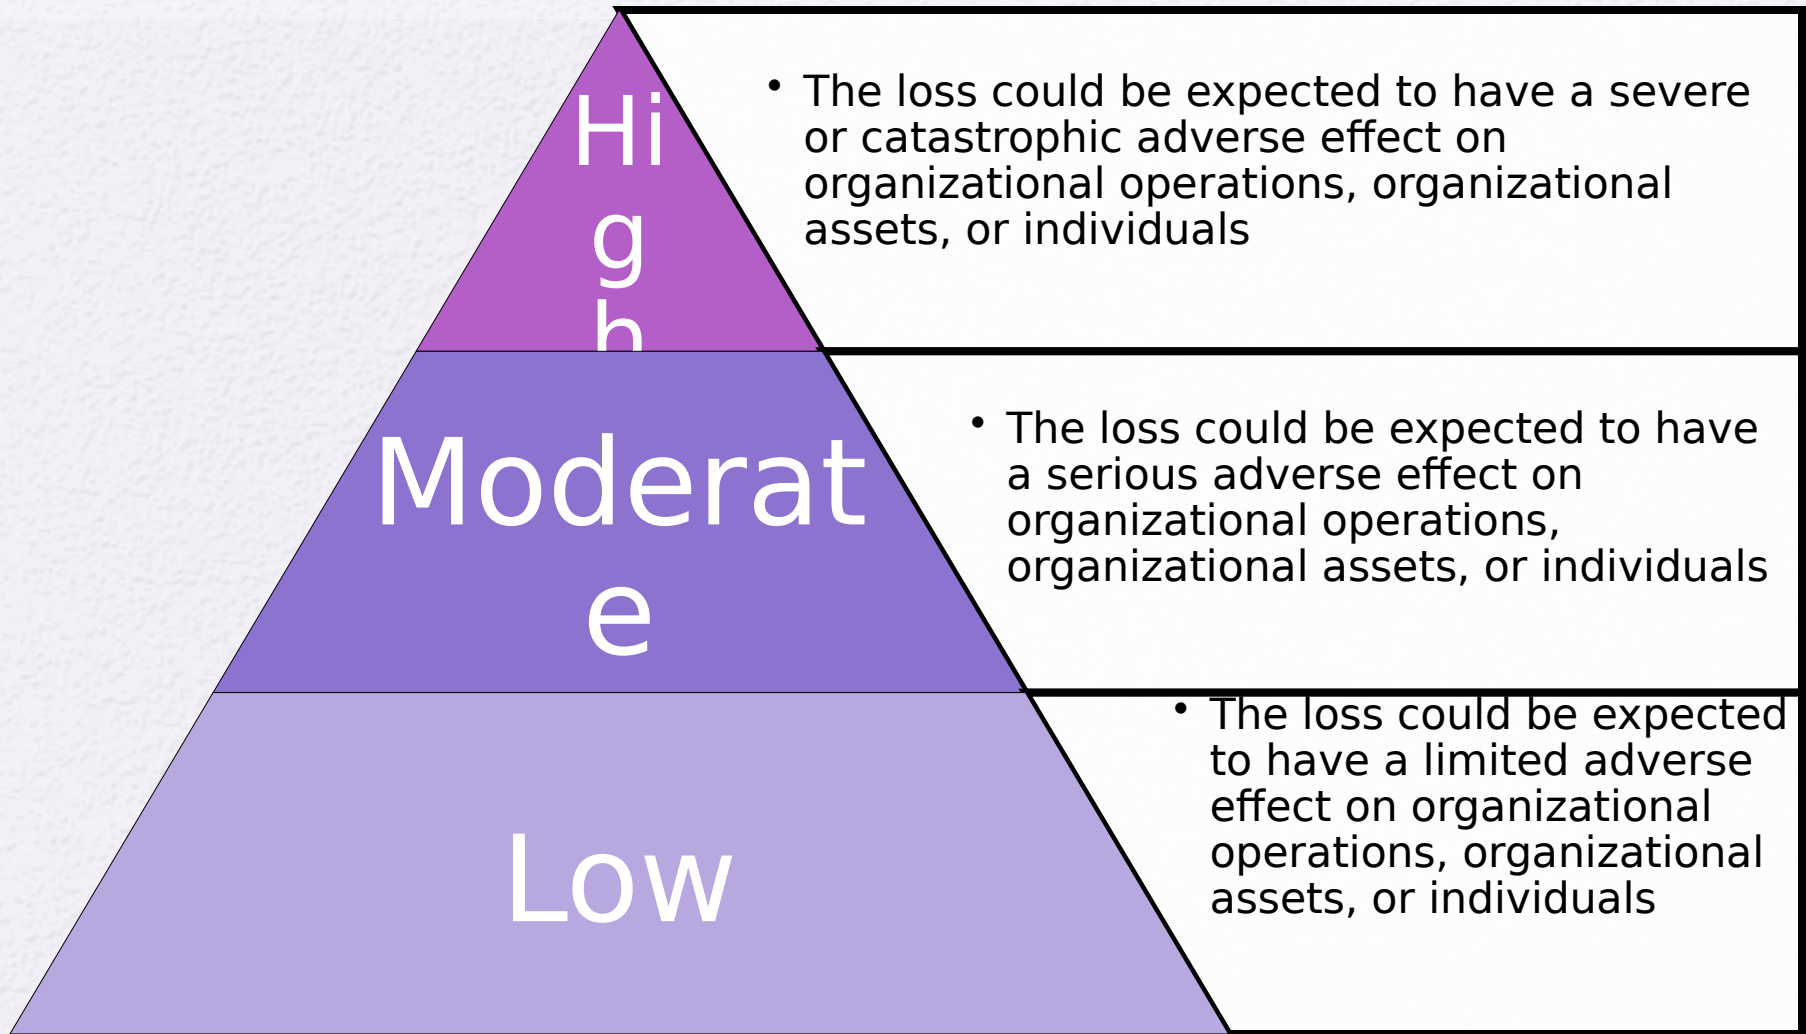 Hi
g
h
• The loss could be expected to have a severe
or catastrophic adverse effect on
organizational operations, organizational
assets, or individuals
Moderat
e
• The loss could be expected to have
a serious adverse effect on
organizational operations,
organizational assets, or individuals
Low
• The loss could be expected
to have a limited adverse
effect on organizational
operations, organizational
assets, or individuals